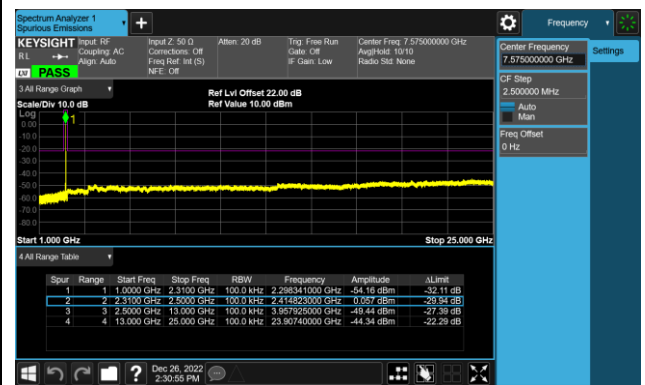 Spectrum Analyzer 1
Spurious Emissions
Frequency
KEYSIGHT Input: RF Input Z: 50 Ω Atten: 20 dB Trig: Free Run Center Freq: 7.575000000 GHz
RL Coupling: AC Corrections: Off Gate: Off Avg|Hold: 10/10
Align: Auto Freq Ref: Int (S) IF Gain: Low Radio Std: None
LXI PASS NFE: Off
Center Frequency
7.575000000 GHz
Settings
CF Step
2.500000 MHz
Auto
Man
Freq Offset
0 Hz
3 All Range Graph
Ref Lvl Offset 22.00 dB
Scale/Div 10.0 dB Ref Value 10.00 dBm
Log
1
0.00
-10.0
-20.0
-30.0
-40.0
-50.0
-60.0
-70.0
-80.0
Start 1.000 GHz Stop 25.000 GHz
4 All Range Table
Spur Range Start Freq Stop Freq RBW Frequency Amplitude ΔLimit
1 1 1.0000 GHz 2.3100 GHz 100.0 kHz 2.298341000 GHz -54.16 dBm -32.11 dB
2 2 2.3100 GHz 2.5000 GHz 100.0 kHz 2.414823000 GHz 0.057 dBm -29.94 dB
3 3 2.5000 GHz 13.000 GHz 100.0 kHz 3.957925000 GHz -49.44 dBm -27.39 dB
4 4 13.000 GHz 25.000 GHz 100.0 kHz 23.90740000 GHz -44.34 dBm -22.29 dB
? Dec 26, 2022
2:30:55 PM